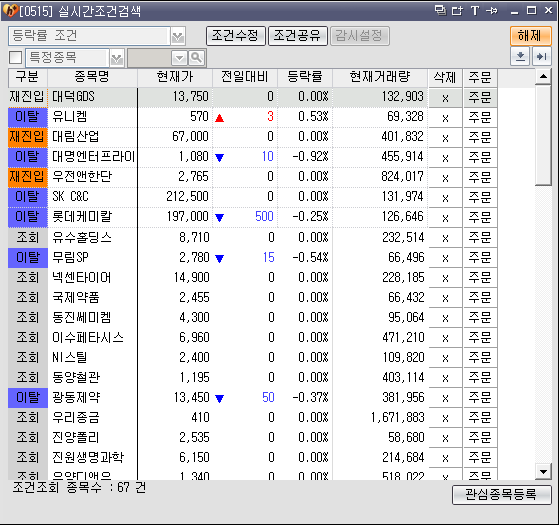 [0515] 실시간조건검색
등락률 조건 조건수정 조건공유 감시설정 해제
특정종목
구분 종목명 현재가 전일대비 등락률 현재거래량 삭제 주문
재진입 대덕GDS 13,750 0 0.00% 132,903 x 주문
이탈 유니켐 570 ▲ 3 0.53% 69,328 x 주문
재진입 대림산업 67,000 0 0.00% 401,832 x 주문
이탈 대명엔터프라이 1,080 ▼ 10 -0.92% 455,914 x 주문
재진입 우전앤한단 2,765 0 0.00% 824,017 x 주문
이탈 SK C&C 212,500 0 0.00% 131,974 x 주문
이탈 롯데케미칼 197,000 ▼ 500 -0.25% 126,646 x 주문
조회 유수홀딩스 8,710 0 0.00% 232,514 x 주문
이탈 무림SP 2,780 ▼ 15 -0.54% 66,496 x 주문
조회 넥센타이어 14,900 0 0.00% 228,185 x 주문
조회 국제약품 2,455 0 0.00% 66,432 x 주문
조회 동진쎄미켐 4,300 0 0.00% 95,064 x 주문
조회 이수페타시스 6,960 0 0.00% 471,210 x 주문
조회 NI스틸 2,400 0 0.00% 109,820 x 주문
조회 동양철관 1,195 0 0.00% 403,114 x 주문
이탈 광동제약 13,450 ▼ 50 -0.37% 381,956 x 주문
조회 우리종금 410 0 0.00% 1,671,883 x 주문
조회 진양폴리 2,535 0 0.00% 58,680 x 주문
조회 진원생명과학 6,150 0 0.00% 214,684 x 주문
조회 유양디앤유 1,340 0 0.00% 518,022 x 주문
조건조회 종목수 :67 건
관심종목등록